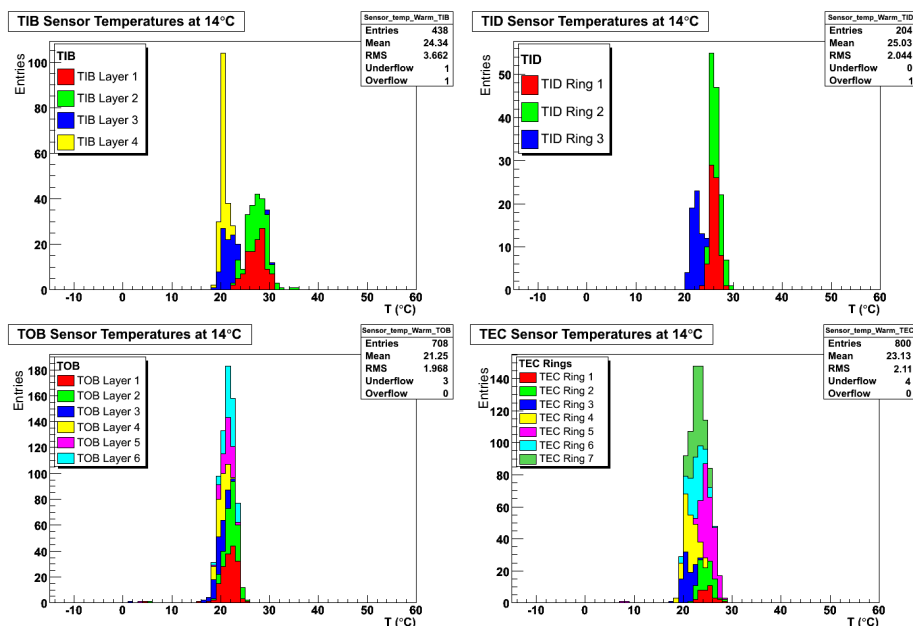 TIB Sensor Temperatures at 14°C
Sensor_temp_Warm_TIB
Entries 438
Mean 24.34
RMS 3.662
Underflow 1
Overflow 1
Entries
TIB
TIB Layer 1
TIB Layer 2
TIB Layer 3
TIB Layer 4
100
80
60
40
20
0
-10 0 10 20 30 40 50 60
T (°C)
TID Sensor Temperatures at 14°C
Sensor_temp_Warm_TID
Entries 204
Mean 25.03
RMS 2.044
Underflow 0
Overflow 1
Entries
TID
TID Ring 1
TID Ring 2
TID Ring 3
50
40
30
20
10
0
-10 0 10 20 30 40 50 60
T (°C)
TOB Sensor Temperatures at 14°C
Sensor_temp_Warm_TOB
Entries 708
Mean 21.25
RMS 1.968
Underflow 3
Overflow 0
Entries
TOB
TOB Layer 1
TOB Layer 2
TOB Layer 3
TOB Layer 4
TOB Layer 5
TOB Layer 6
180
160
140
120
100
80
60
40
20
0
-10 0 10 20 30 40 50 60
T (°C)
TEC Sensor Temperatures at 14°C
Sensor_temp_Warm_TEC
Entries 800
Mean 23.13
RMS 2.11
Underflow 4
Overflow 0
Entries
TEC Rings
TEC Ring 1
TEC Ring 2
TEC Ring 3
TEC Ring 4
TEC Ring 5
TEC Ring 6
TEC Ring 7
140
120
100
80
60
40
20
0
-10 0 10 20 30 40 50 60
T (°C)